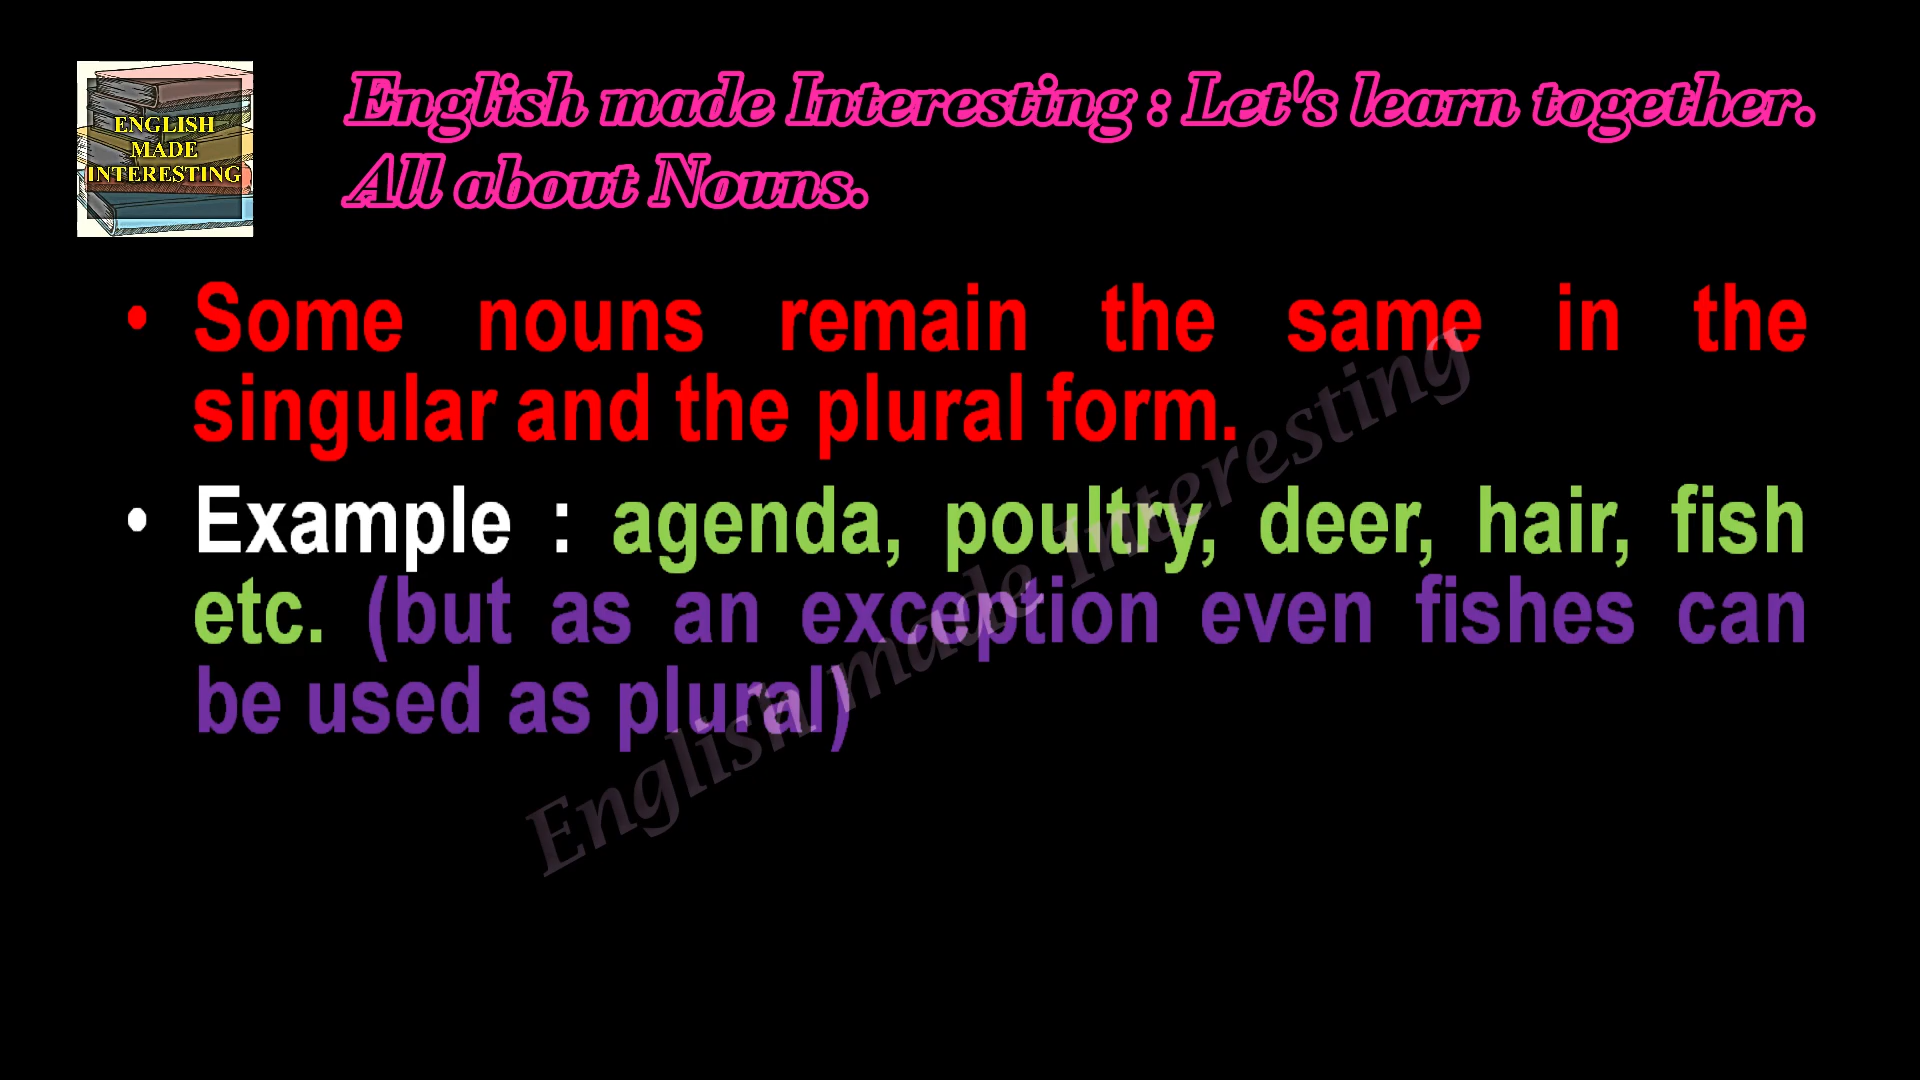 ENGLISH
MADE
INTERESTING
English made Interesting : Let's learn together.
All about Nouns.
• Some nouns remain the same in the
singular and the plural form.
• Example : agenda, poultry, deer, hair, fish
etc. (but as an exception even fishes can
be used as plural)
English made Interesting